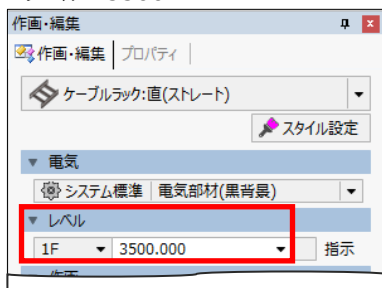 作画・編集
作画・編集 プロパティ
ケーブルラック:直(ストレート)
スタイル設定
電気
システム標準 電気部材(黒背景)
レベル
1F 3500.000 指示